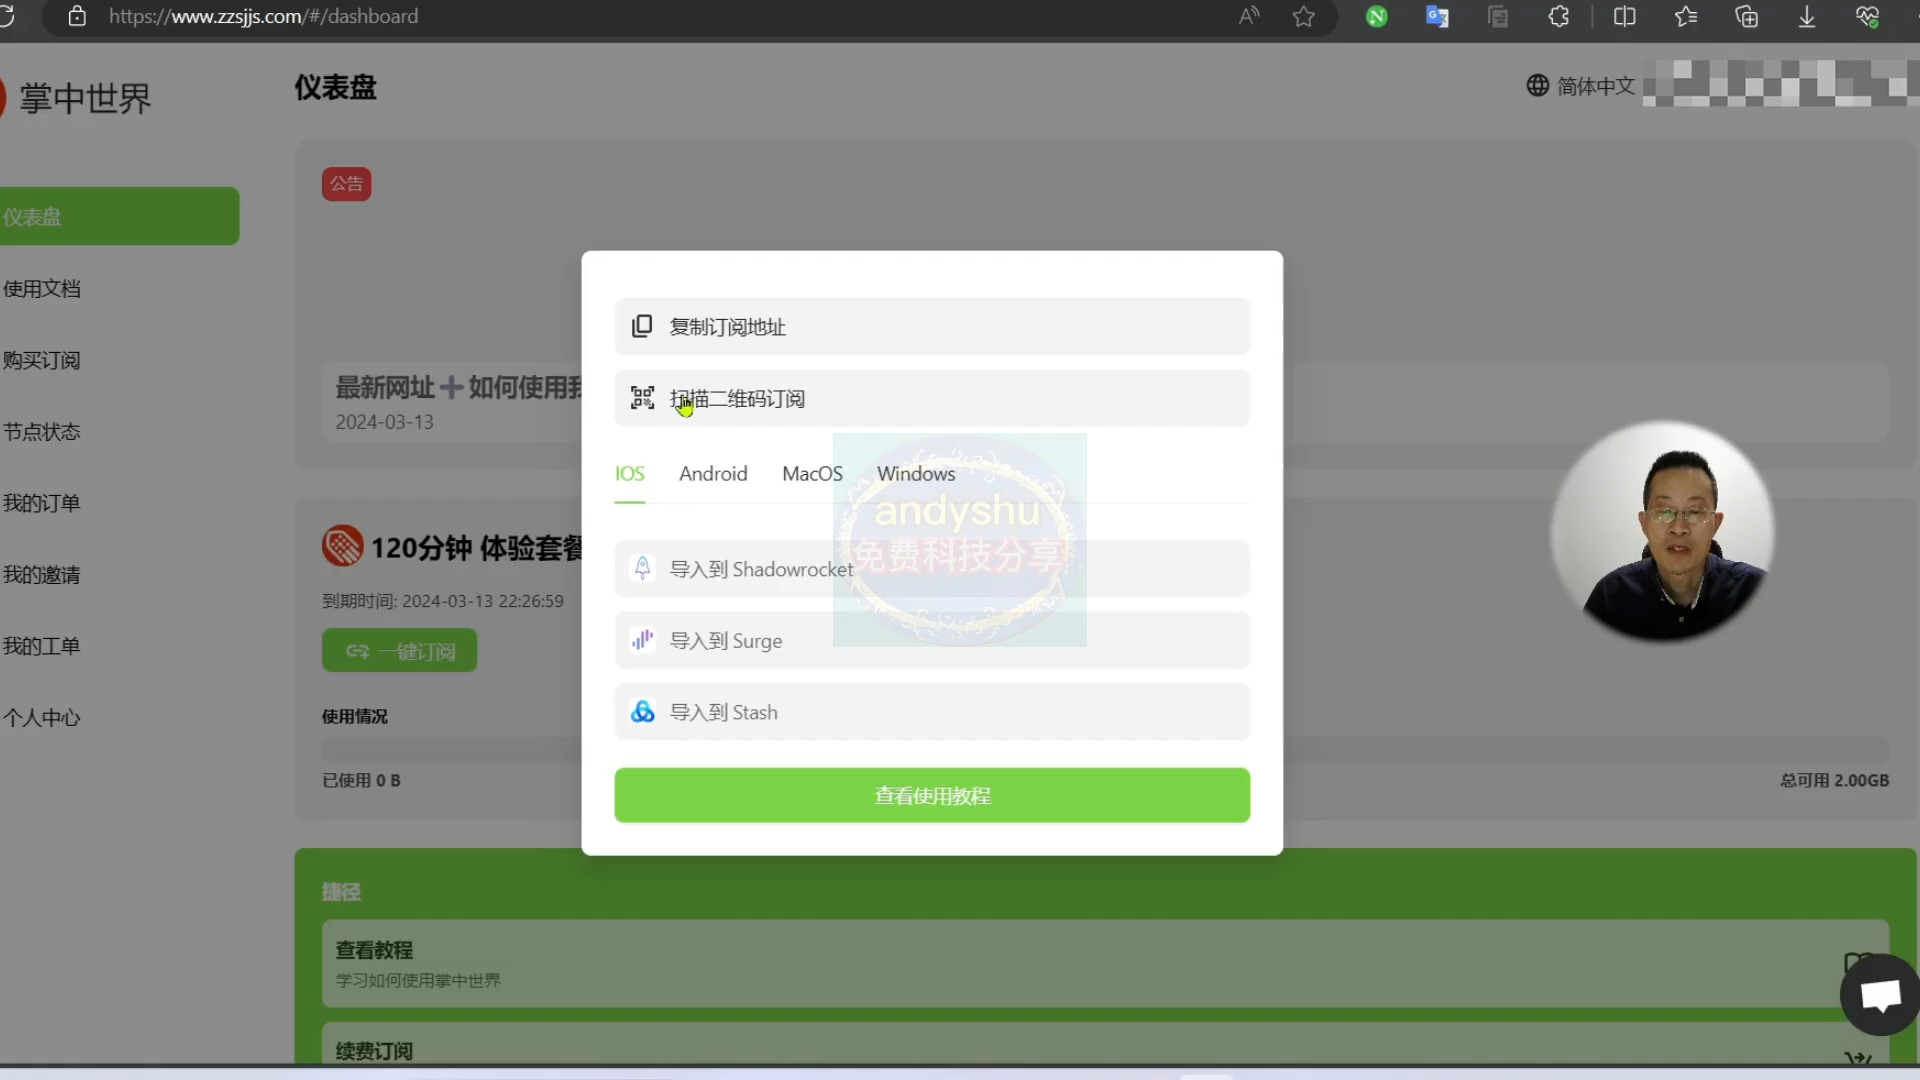 https://www.zzsjjs.com/#/dashboard
掌中世界
仪表盘
简体中文
仪表盘
使用文档
购买订阅
节点状态
我的订单
我的邀请
我的工单
个人中心
公告
最新网址➕如何使用我
2024-03-13
120分钟 体验套餐
到期时间: 2024-03-13 22:26:59
一键订阅
使用情况
已使用 0 B
总可用 2.00GB
复制订阅地址
扫描二维码订阅
IOS Android MacOS Windows
andyshu
免费科技分享
导入到 Shadowrocket
导入到 Surge
导入到 Stash
查看使用教程
捷径
查看教程
学习如何使用掌中世界
续费订阅